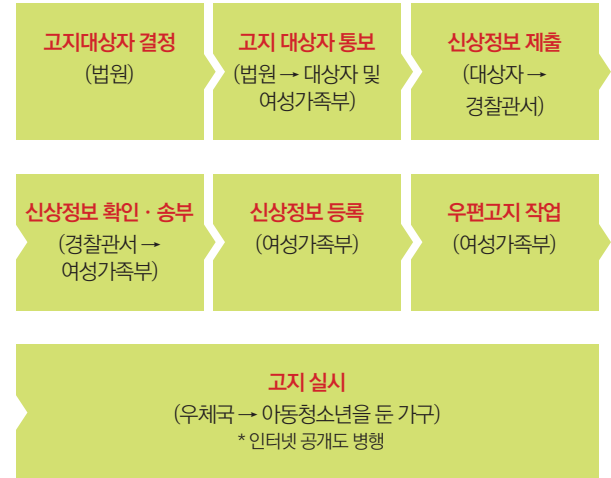 고지대상자 결정
(법원)
고지 대상자 통보
(법원 → 대상자 및
여성가족부)
신상정보 제출
(대상자 →
경찰관서)
신상정보 확인 · 송부
(경찰관서 →
여성가족부)
신상정보 등록
(여성가족부)
우편고지 작업
(여성가족부)
고지 실시
(우체국 → 아동청소년을 둔 가구)
* 인터넷 공개도 병행